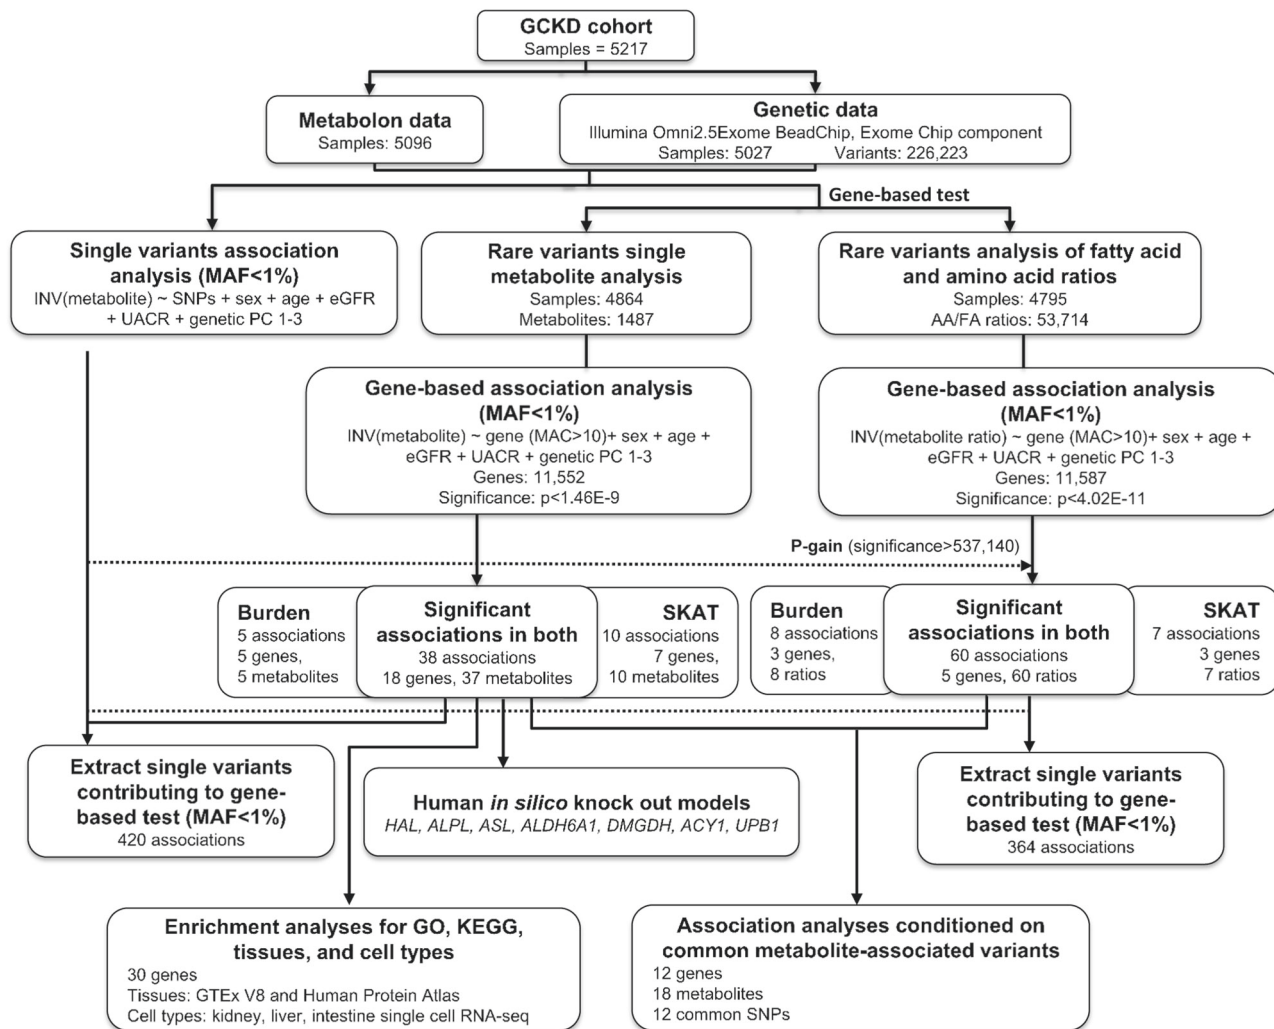 GCKD cohort
Samples = 5217
Metabolon data
Samples: 5096
Genetic data
Illumina Omni2.5Exome BeadChip, Exome Chip component
Samples: 5027 Variants: 226,223
Gene-based test
Single variants association
analysis (MAF<1%)
INV(metabolite) ~ SNPs + sex + age + eGFR
+ UACR + genetic PC 1-3
Rare variants single
metabolite analysis
Samples: 4864
Metabolites: 1487
Rare variants analysis of fatty acid
and amino acid ratios
Samples: 4795
AA/FA ratios: 53,714
Gene-based association analysis
(MAF<1%)
INV(metabolite) ~ gene (MAC>10)+ sex + age +
eGFR + UACR + genetic PC 1-3
Genes: 11,552
Significance: p<1.46E-9
Gene-based association analysis
(MAF<1%)
INV(metabolite ratio) ~ gene (MAC>10)+ sex + age +
eGFR + UACR + genetic PC 1-3
Genes: 11,587
Significance: p<4.02E-11
P-gain (significance>537,140)
Burden
5 associations
5 genes,
5 metabolites
Significant
associations in both
38 associations
18 genes, 37 metabolites
SKAT
10 associations
7 genes,
10 metabolites
Burden
8 associations
3 genes,
8 ratios
Significant
associations in both
60 associations
5 genes, 60 ratios
SKAT
7 associations
3 genes
7 ratios
Extract single variants
contributing to gene-
based test (MAF<1%)
420 associations
Human in silico knock out models
HAL, ALPL, ASL, ALDH6A1, DMGDH, ACY1, UPB1
Extract single variants
contributing to gene-
based test (MAF<1%)
364 associations
Enrichment analyses for GO, KEGG,
tissues, and cell types
30 genes
Tissues: GTEx V8 and Human Protein Atlas
Cell types: kidney, liver, intestine single cell RNA-seq
Association analyses conditioned on
common metabolite-associated variants
12 genes
18 metabolites
12 common SNPs